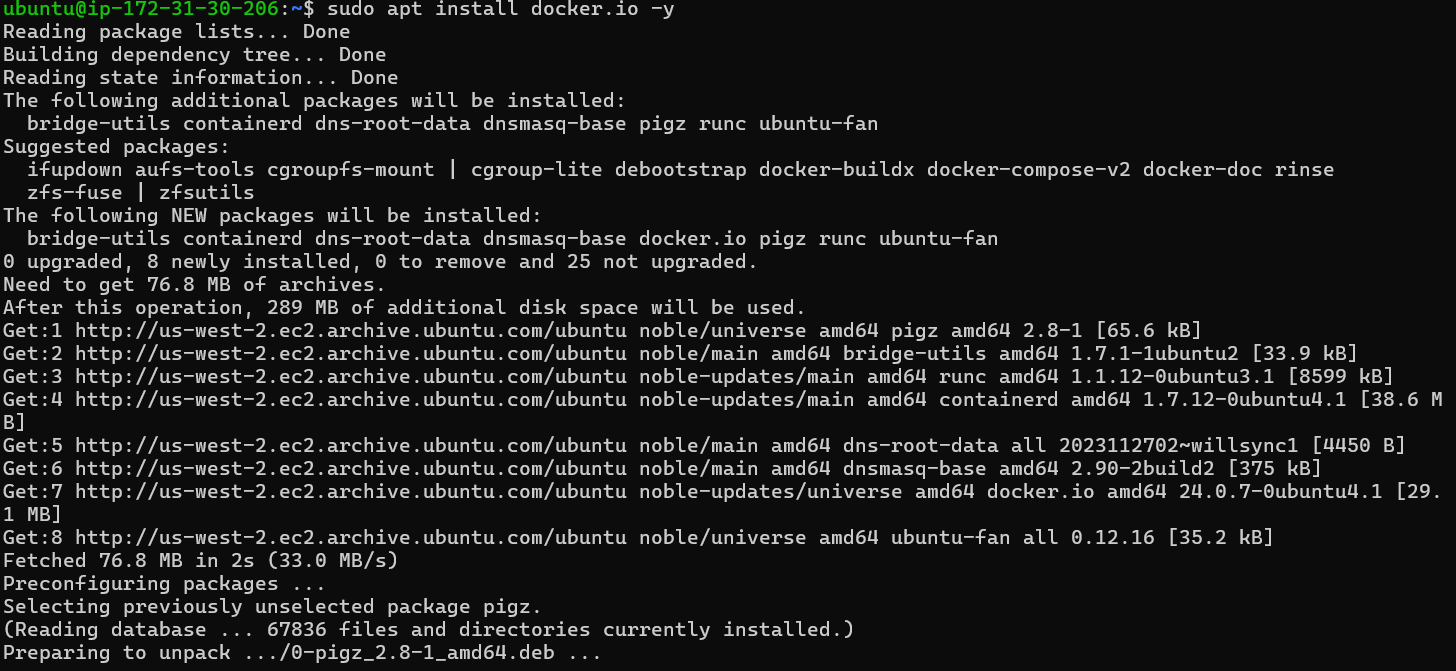 ubuntu@ip-172-31-30-206:~$ sudo apt install docker.io -y
Reading package lists... Done
Building dependency tree... Done
Reading state information... Done
The following additional packages will be installed:
  bridge-utils containerd dns-root-data dnsmasq-base pigz runc ubuntu-fan
Suggested packages:
  ifupdown aufs-tools cgroupfs-mount | cgroup-lite debootstrap docker-buildx docker-compose-v2 docker-doc rinse
  zfs-fuse | zfsutils
The following NEW packages will be installed:
  bridge-utils containerd dns-root-data dnsmasq-base docker.io pigz runc ubuntu-fan
0 upgraded, 8 newly installed, 0 to remove and 25 not upgraded.
Need to get 76.8 MB of archives.
After this operation, 289 MB of additional disk space will be used.
Get:1 http://us-west-2.ec2.archive.ubuntu.com/ubuntu noble/universe amd64 pigz amd64 2.8-1 [65.6 kB]
Get:2 http://us-west-2.ec2.archive.ubuntu.com/ubuntu noble/main amd64 bridge-utils amd64 1.7.1-1ubuntu2 [33.9 kB]
Get:3 http://us-west-2.ec2.archive.ubuntu.com/ubuntu noble-updates/main amd64 runc amd64 1.1.12-0ubuntu3.1 [8599 kB]
Get:4 http://us-west-2.ec2.archive.ubuntu.com/ubuntu noble-updates/main amd64 containerd amd64 1.7.12-0ubuntu4.1 [38.6 M
B]
Get:5 http://us-west-2.ec2.archive.ubuntu.com/ubuntu noble/main amd64 dns-root-data all 2023112702~willsync1 [4450 B]
Get:6 http://us-west-2.ec2.archive.ubuntu.com/ubuntu noble/main amd64 dnsmasq-base amd64 2.90-2build2 [375 kB]
Get:7 http://us-west-2.ec2.archive.ubuntu.com/ubuntu noble-updates/universe amd64 docker.io amd64 24.0.7-0ubuntu4.1 [29.
1 MB]
Get:8 http://us-west-2.ec2.archive.ubuntu.com/ubuntu noble/universe amd64 ubuntu-fan all 0.12.16 [35.2 kB]
Fetched 76.8 MB in 2s (33.0 MB/s)
Preconfiguring packages ...
Selecting previously unselected package pigz.
(Reading database ... 67836 files and directories currently installed.)
Preparing to unpack .../0-pigz_2.8-1_amd64.deb ...